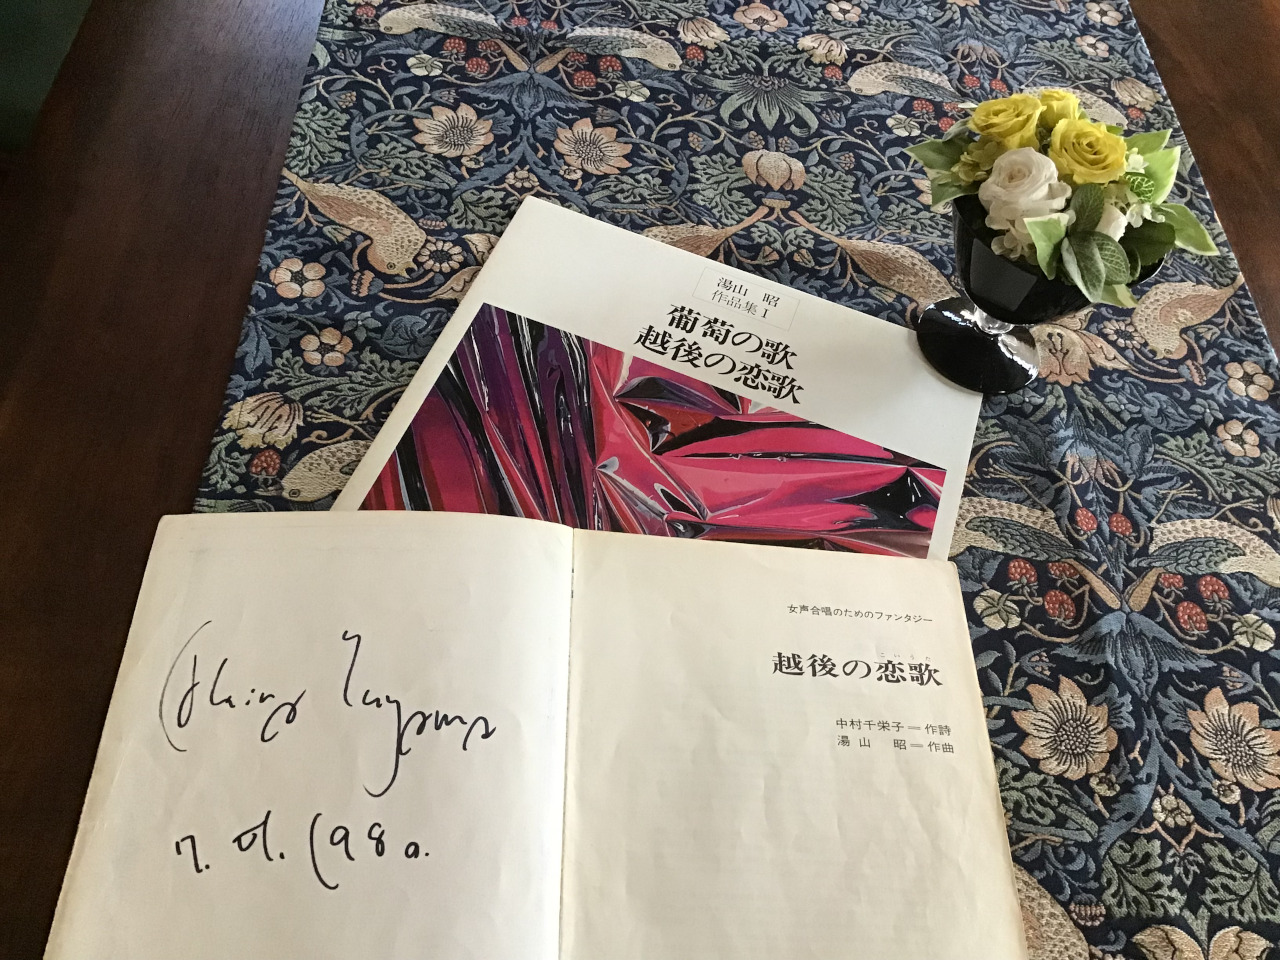 湯山 昭
作品集 I
葡萄の歌
越後の恋歌
女声合唱のためのファンタジー
こいうた
越後の恋歌
中村千栄子＝作詩
湯山 昭＝作曲
Akira Yuyama
1980.